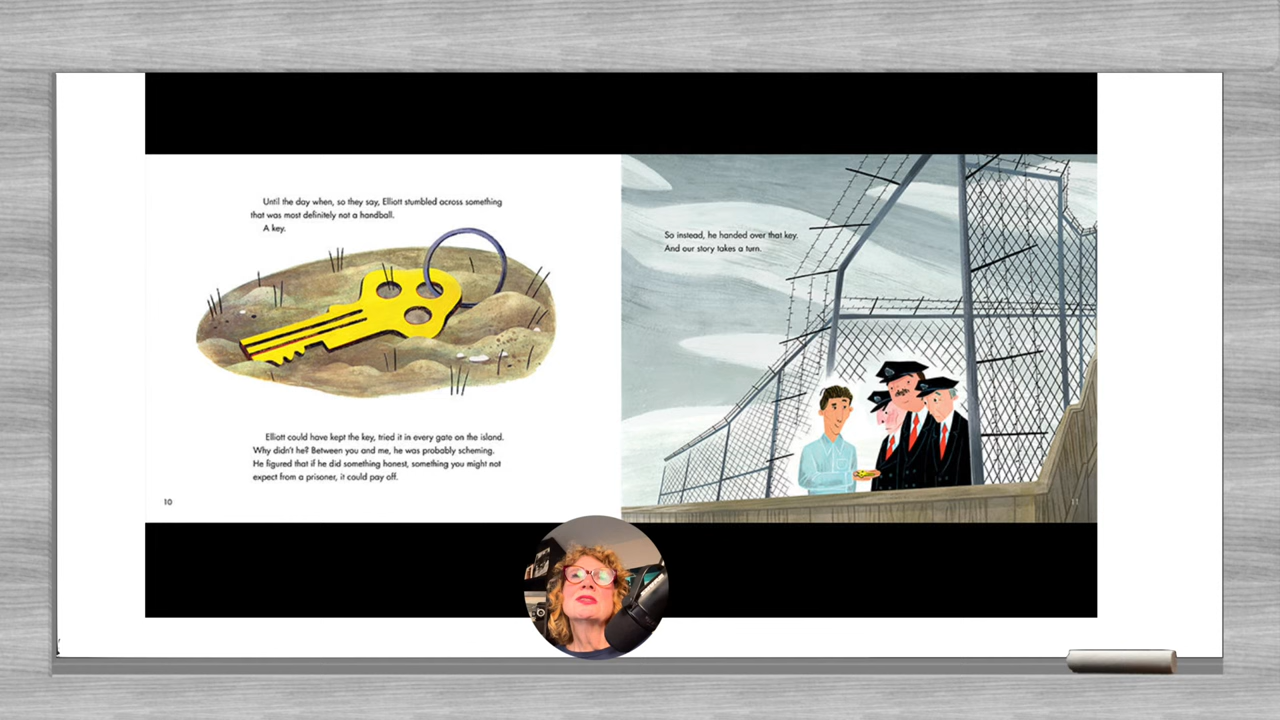 Until the day when, so they say, Elliott stumbled across something
that was most definitely not a handball.
A key.
Elliott could have kept the key, tried it in every gate on the island.
Why didn't he? Between you and me, he was probably scheming.
He figured that if he did something honest, something you might not
expect from a prisoner, it could pay off.
10
So instead, he handed over that key.
And our story takes a turn.
11